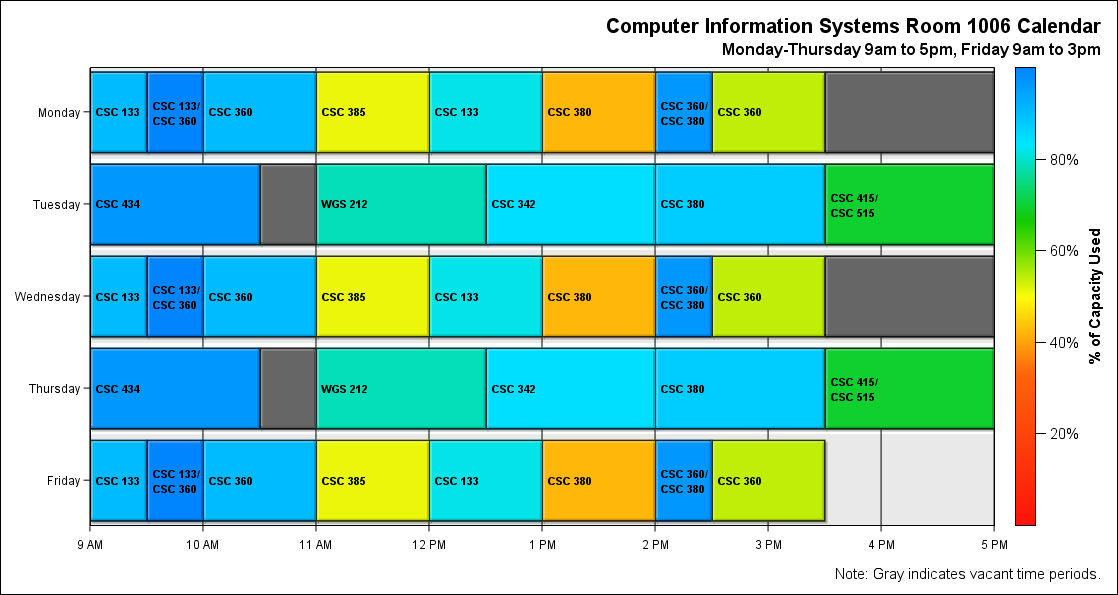 Computer Information Systems Room 1006 Calendar
Monday-Thursday 9am to 5pm, Friday 9am to 3pm
Monday
CSC 133
CSC 133/
CSC 360
CSC 360
CSC 385
CSC 133
CSC 380
CSC 360/
CSC 380
CSC 360
Tuesday
CSC 434
WGS 212
CSC 342
CSC 380
CSC 415/
CSC 515
Wednesday
CSC 133
CSC 133/
CSC 360
CSC 360
CSC 385
CSC 133
CSC 380
CSC 360/
CSC 380
CSC 360
Thursday
CSC 434
WGS 212
CSC 342
CSC 380
CSC 415/
CSC 515
Friday
CSC 133
CSC 133/
CSC 360
CSC 360
CSC 385
CSC 133
CSC 380
CSC 360/
CSC 380
CSC 360
9 AM
10 AM
11 AM
12 PM
1 PM
2 PM
3 PM
4 PM
5 PM
80%
60%
40%
20%
% of Capacity Used
Note: Gray indicates vacant time periods.